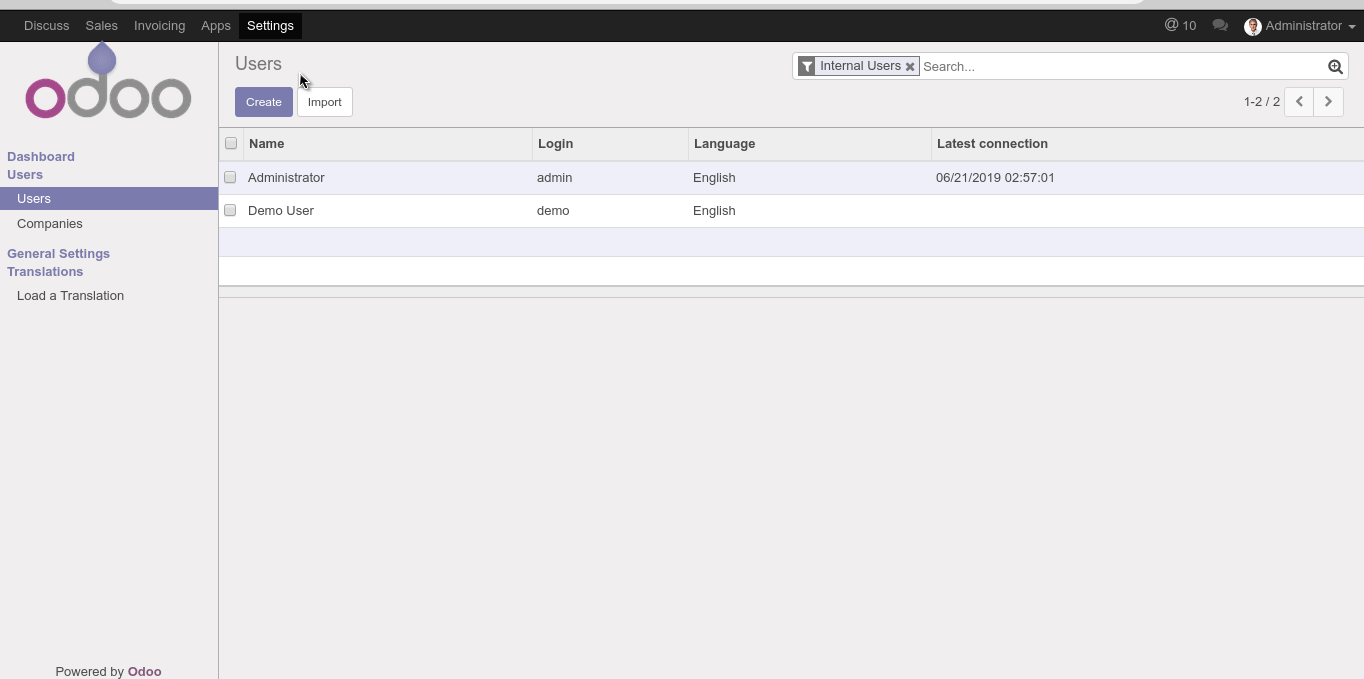 Discuss Sales Invoicing Apps Settings @ 10 Administrator
odoo
Dashboard
Users
Users
Companies
General Settings
Translations
Load a Translation
Powered by Odoo
Users
Internal Users Search...
Create Import
1-2 / 2
Name Login Language Latest connection
Administrator admin English 06/21/2019 02:57:01
Demo User demo English